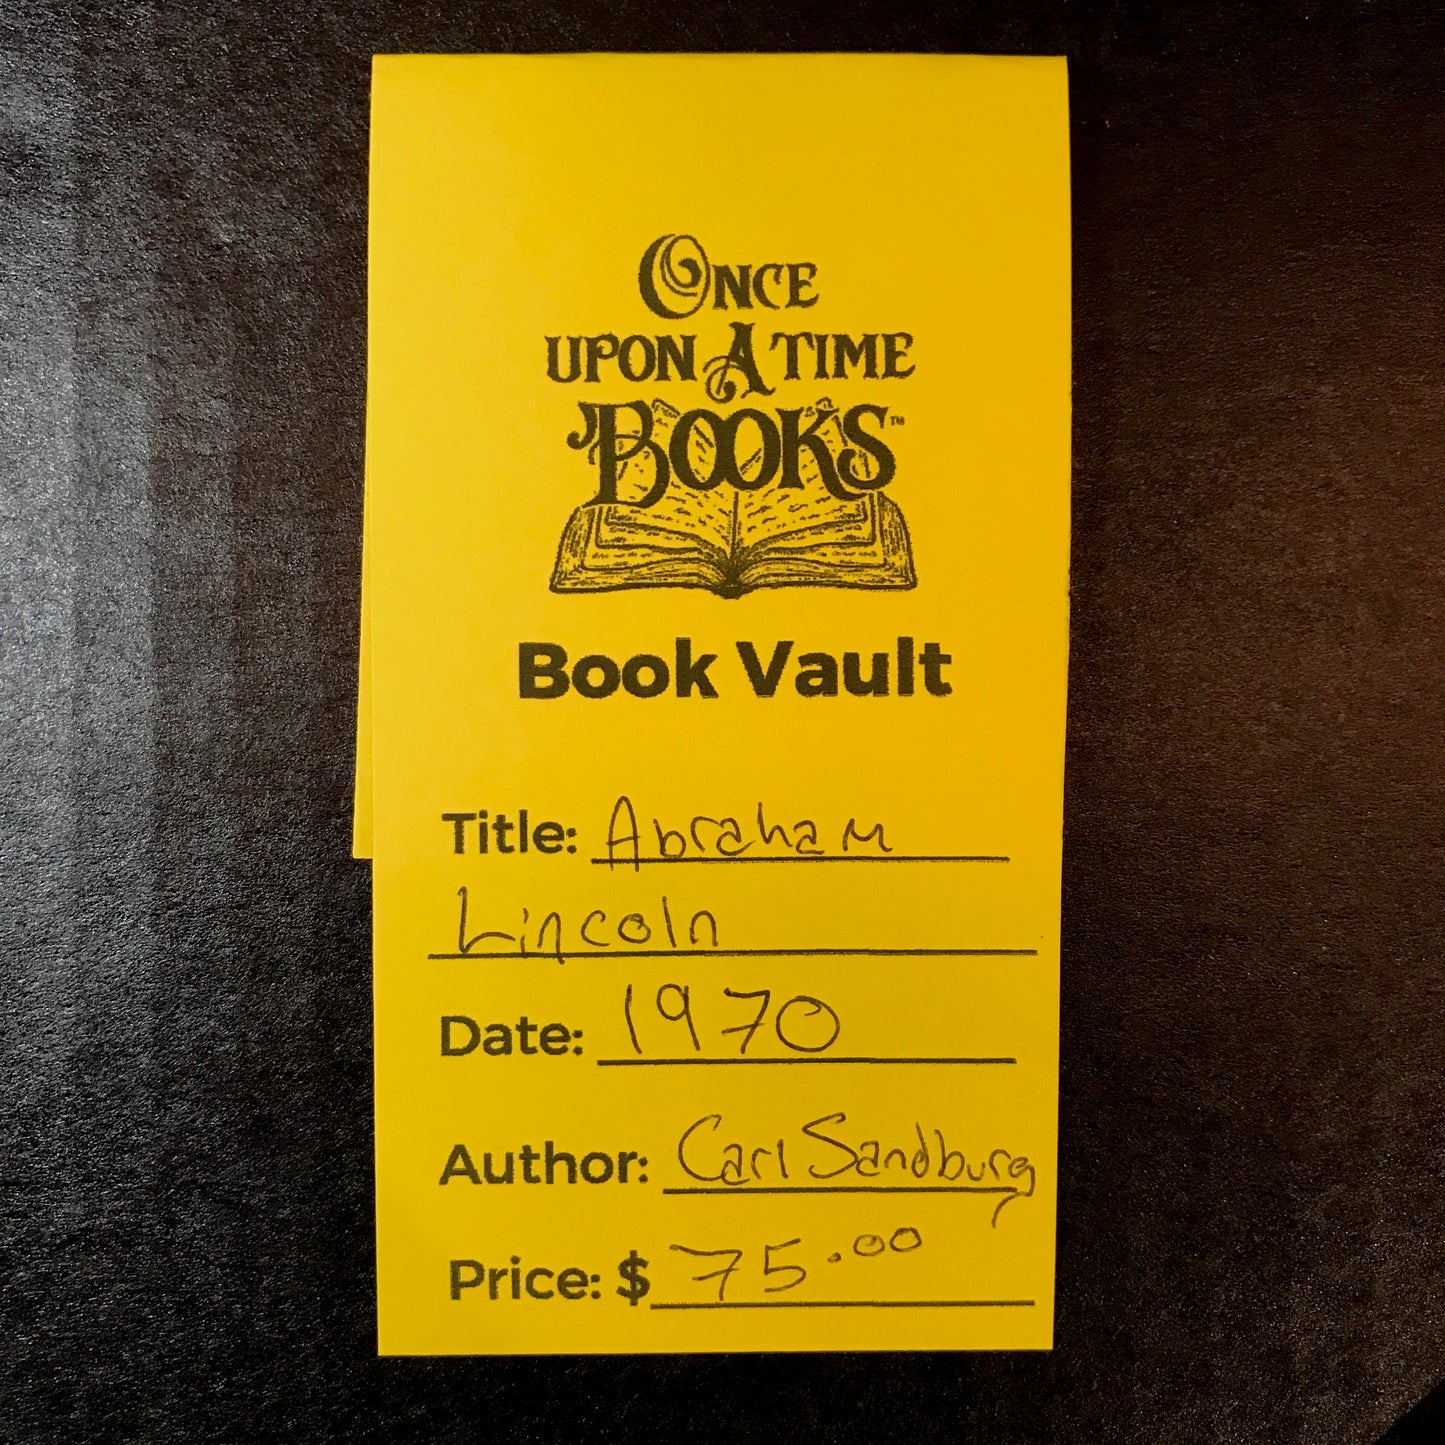 ONCE
UPON A TIME
BOOKS™
Book Vault
Title: Abraham
Lincoln
Date: 1970
Author: Carl Sandburg
Price: $ 75.00